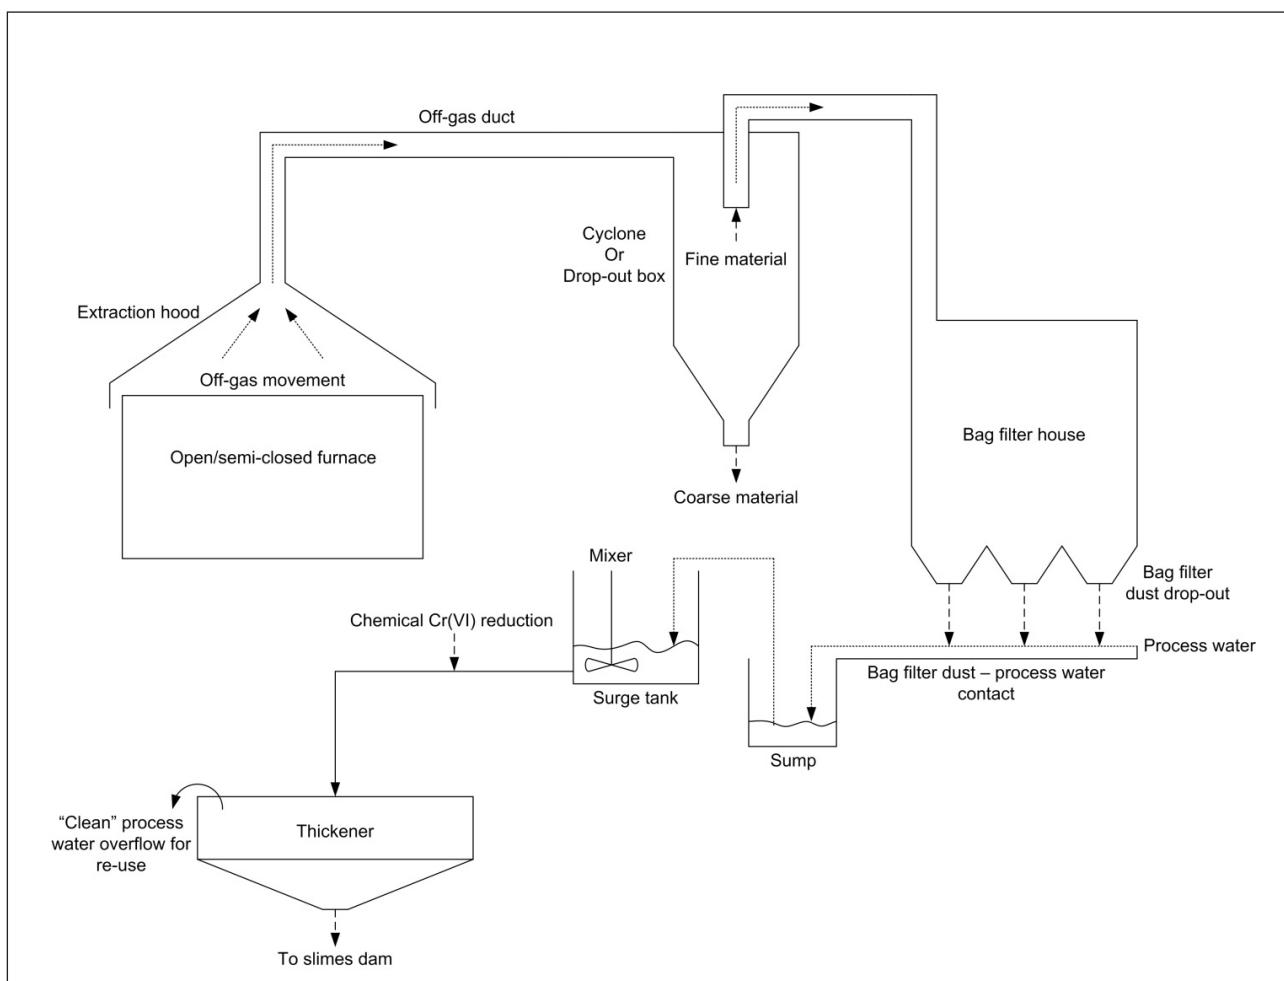 Off-gas duct
Cyclone
Or
Drop-out box
Fine material
Extraction hood
Off-gas movement
Open/semi-closed furnace
Bag filter house
Coarse material
Mixer
Bag filter
dust drop-out
Chemical Cr(VI) reduction
Process water
Bag filter dust – process water
contact
Surge tank
Sump
“Clean” process
water overflow for
re-use
Thickener
To slimes dam